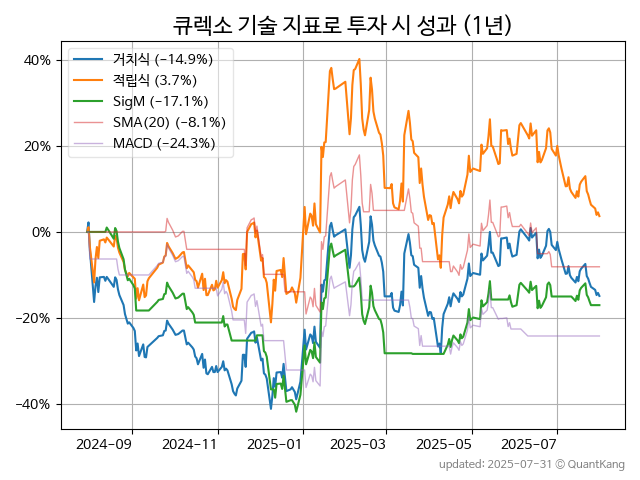 큐렉소 기술 지표로 투자 시 성과 (1년)
거치식 (−14.9%)
적립식 (3.7%)
SigM (−17.1%)
SMA(20) (−8.1%)
MACD (−24.3%)
40%
20%
0%
−20%
−40%
2024−09 2024−11 2025−01 2025−03 2025−05 2025−07
updated: 2025−07−31 © QuantKang